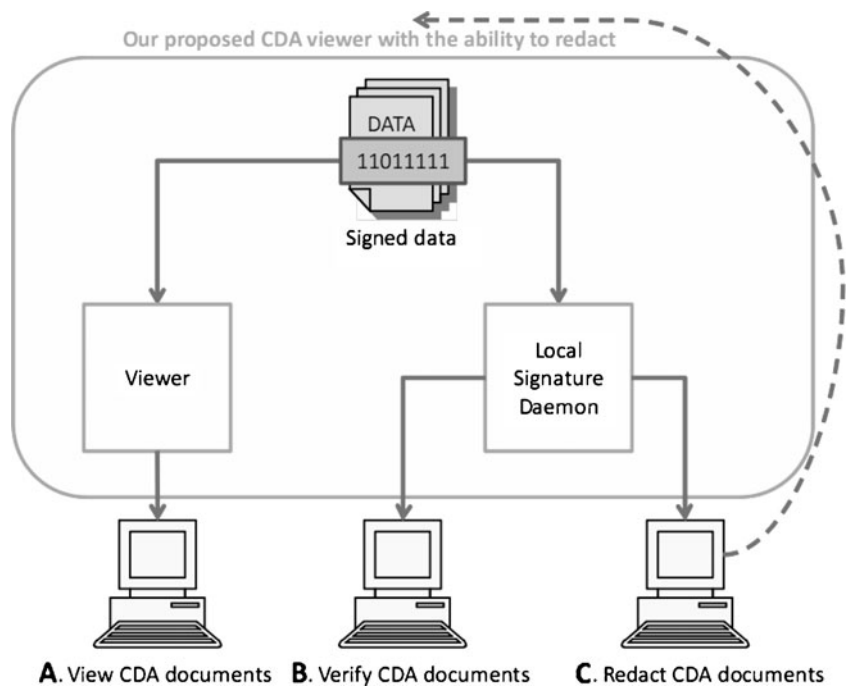 Our proposed CDA viewer with the ability to redact
DATA
11011111
Signed data
Viewer
Local
Signature
Daemon
A. View CDA documents
B. Verify CDA documents
C. Redact CDA documents